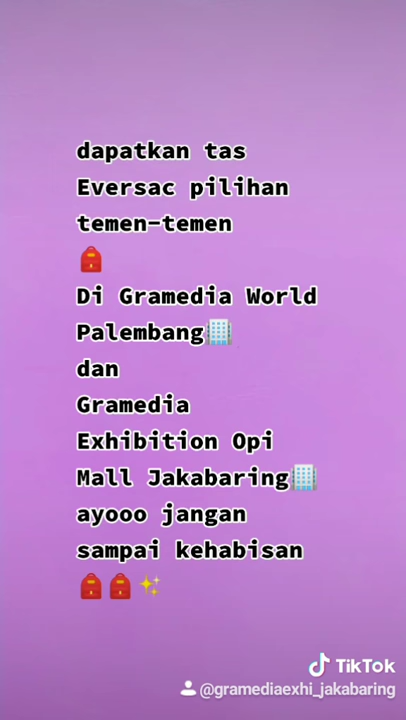 dapatkan tas
Eversac pilihan
temen-temen
🎒
Di Gramedia World
Palembang🏢
dan
Gramedia
Exhibition Opi
Mall Jakabaring🏢
ayooo jangan
sampai kehabisan
🎒🎒✨
TikTok
@gramediaexhi_jakabaring